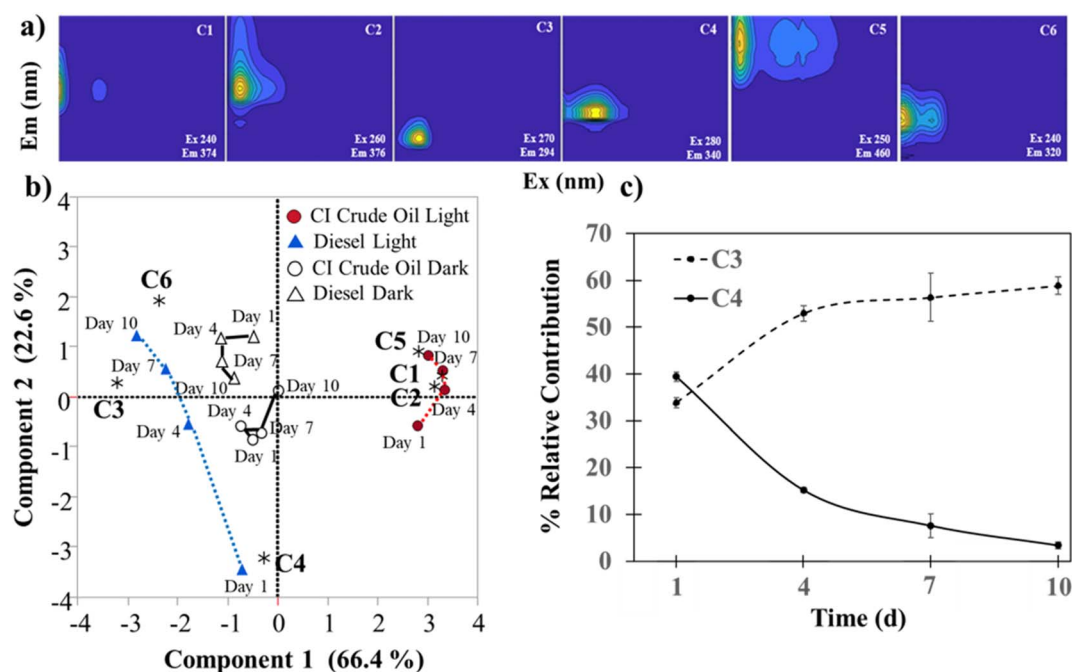 a)
C1
C2
C3
C4
C5
C6
Em (nm)
Ex 240
Em 374
Ex 260
Em 376
Ex 270
Em 294
Ex 280
Em 340
Ex 250
Em 460
Ex 240
Em 320
Ex (nm)
b)
4
3
2
1
0
-1
-2
-3
-4
Component 2 (22.6 %)
CI Crude Oil Light
Diesel Light
CI Crude Oil Dark
Diesel Dark
C6
Day 10
Day 4
Day 1
Day 7
Day 7
Day 10
C3
Day 4
Day 1
Day 10
Day 4
Day 7
Day 1
C4
C5
Day 10
Day 7
C1
C2
Day 4
Day 1
-4
-3
-2
-1
0
1
2
3
4
Component 1 (66.4 %)
c)
70
60
50
40
30
20
10
0
% Relative Contribution
C3
C4
1
4
7
10
Time (d)